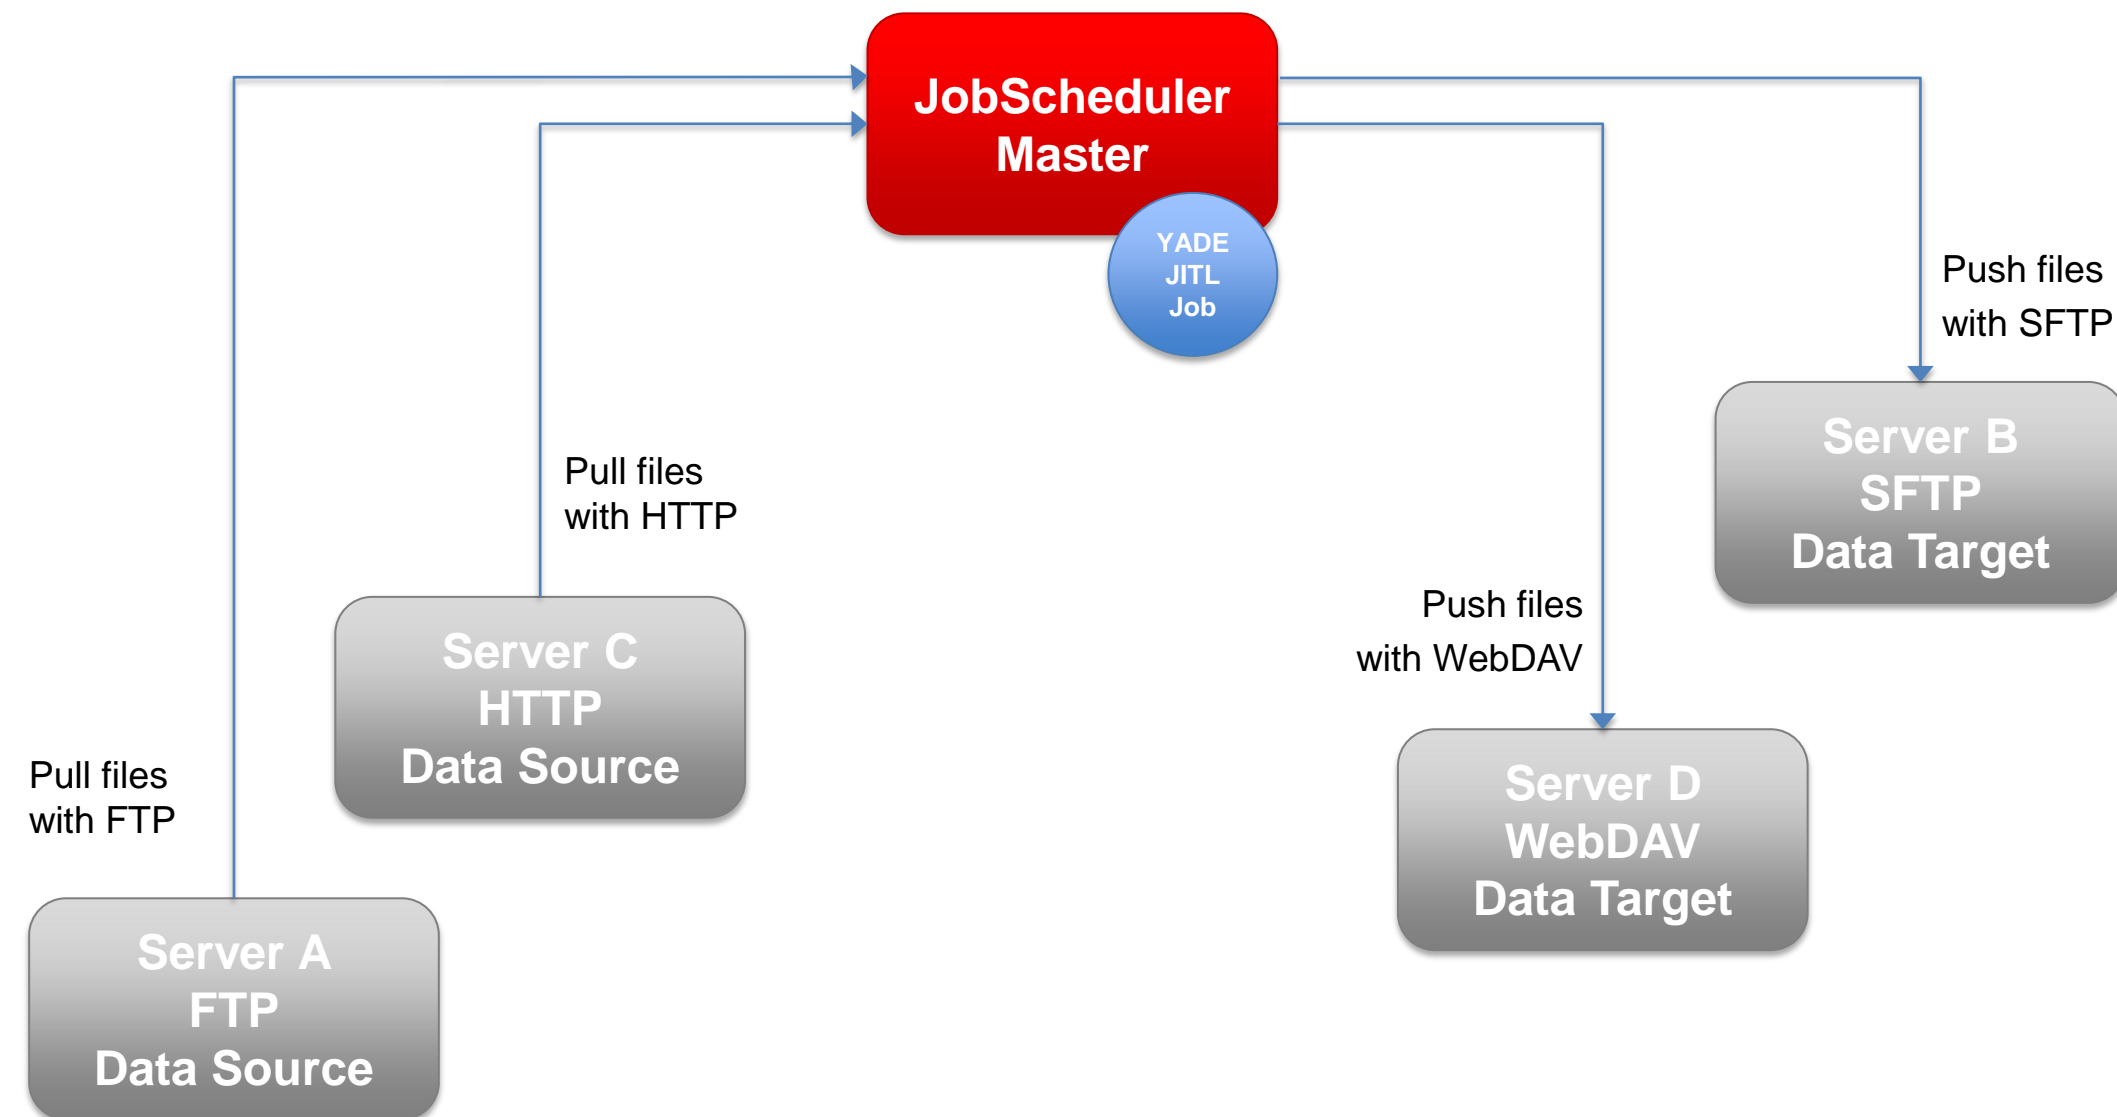 JobScheduler
Master
YADE
JITL
Job
Push files
with SFTP
Server B
SFTP
Data Target
Pull files
with HTTP
Server C
HTTP
Data Source
Push files
with WebDAV
Server D
WebDAV
Data Target
Pull files
with FTP
Server A
FTP
Data Source